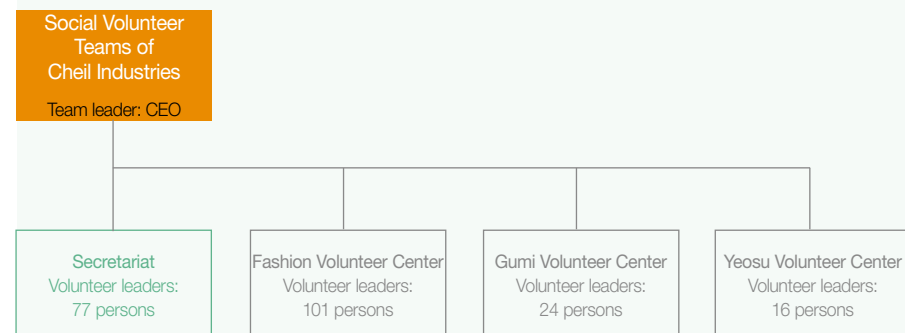 Social Volunteer
Teams of
Cheil Industries
Team leader: CEO
Secretariat
Volunteer leaders:
77 persons
Fashion Volunteer Center
Volunteer leaders:
101 persons
Gumi Volunteer Center
Volunteer leaders:
24 persons
Yeosu Volunteer Center
Volunteer leaders:
16 persons